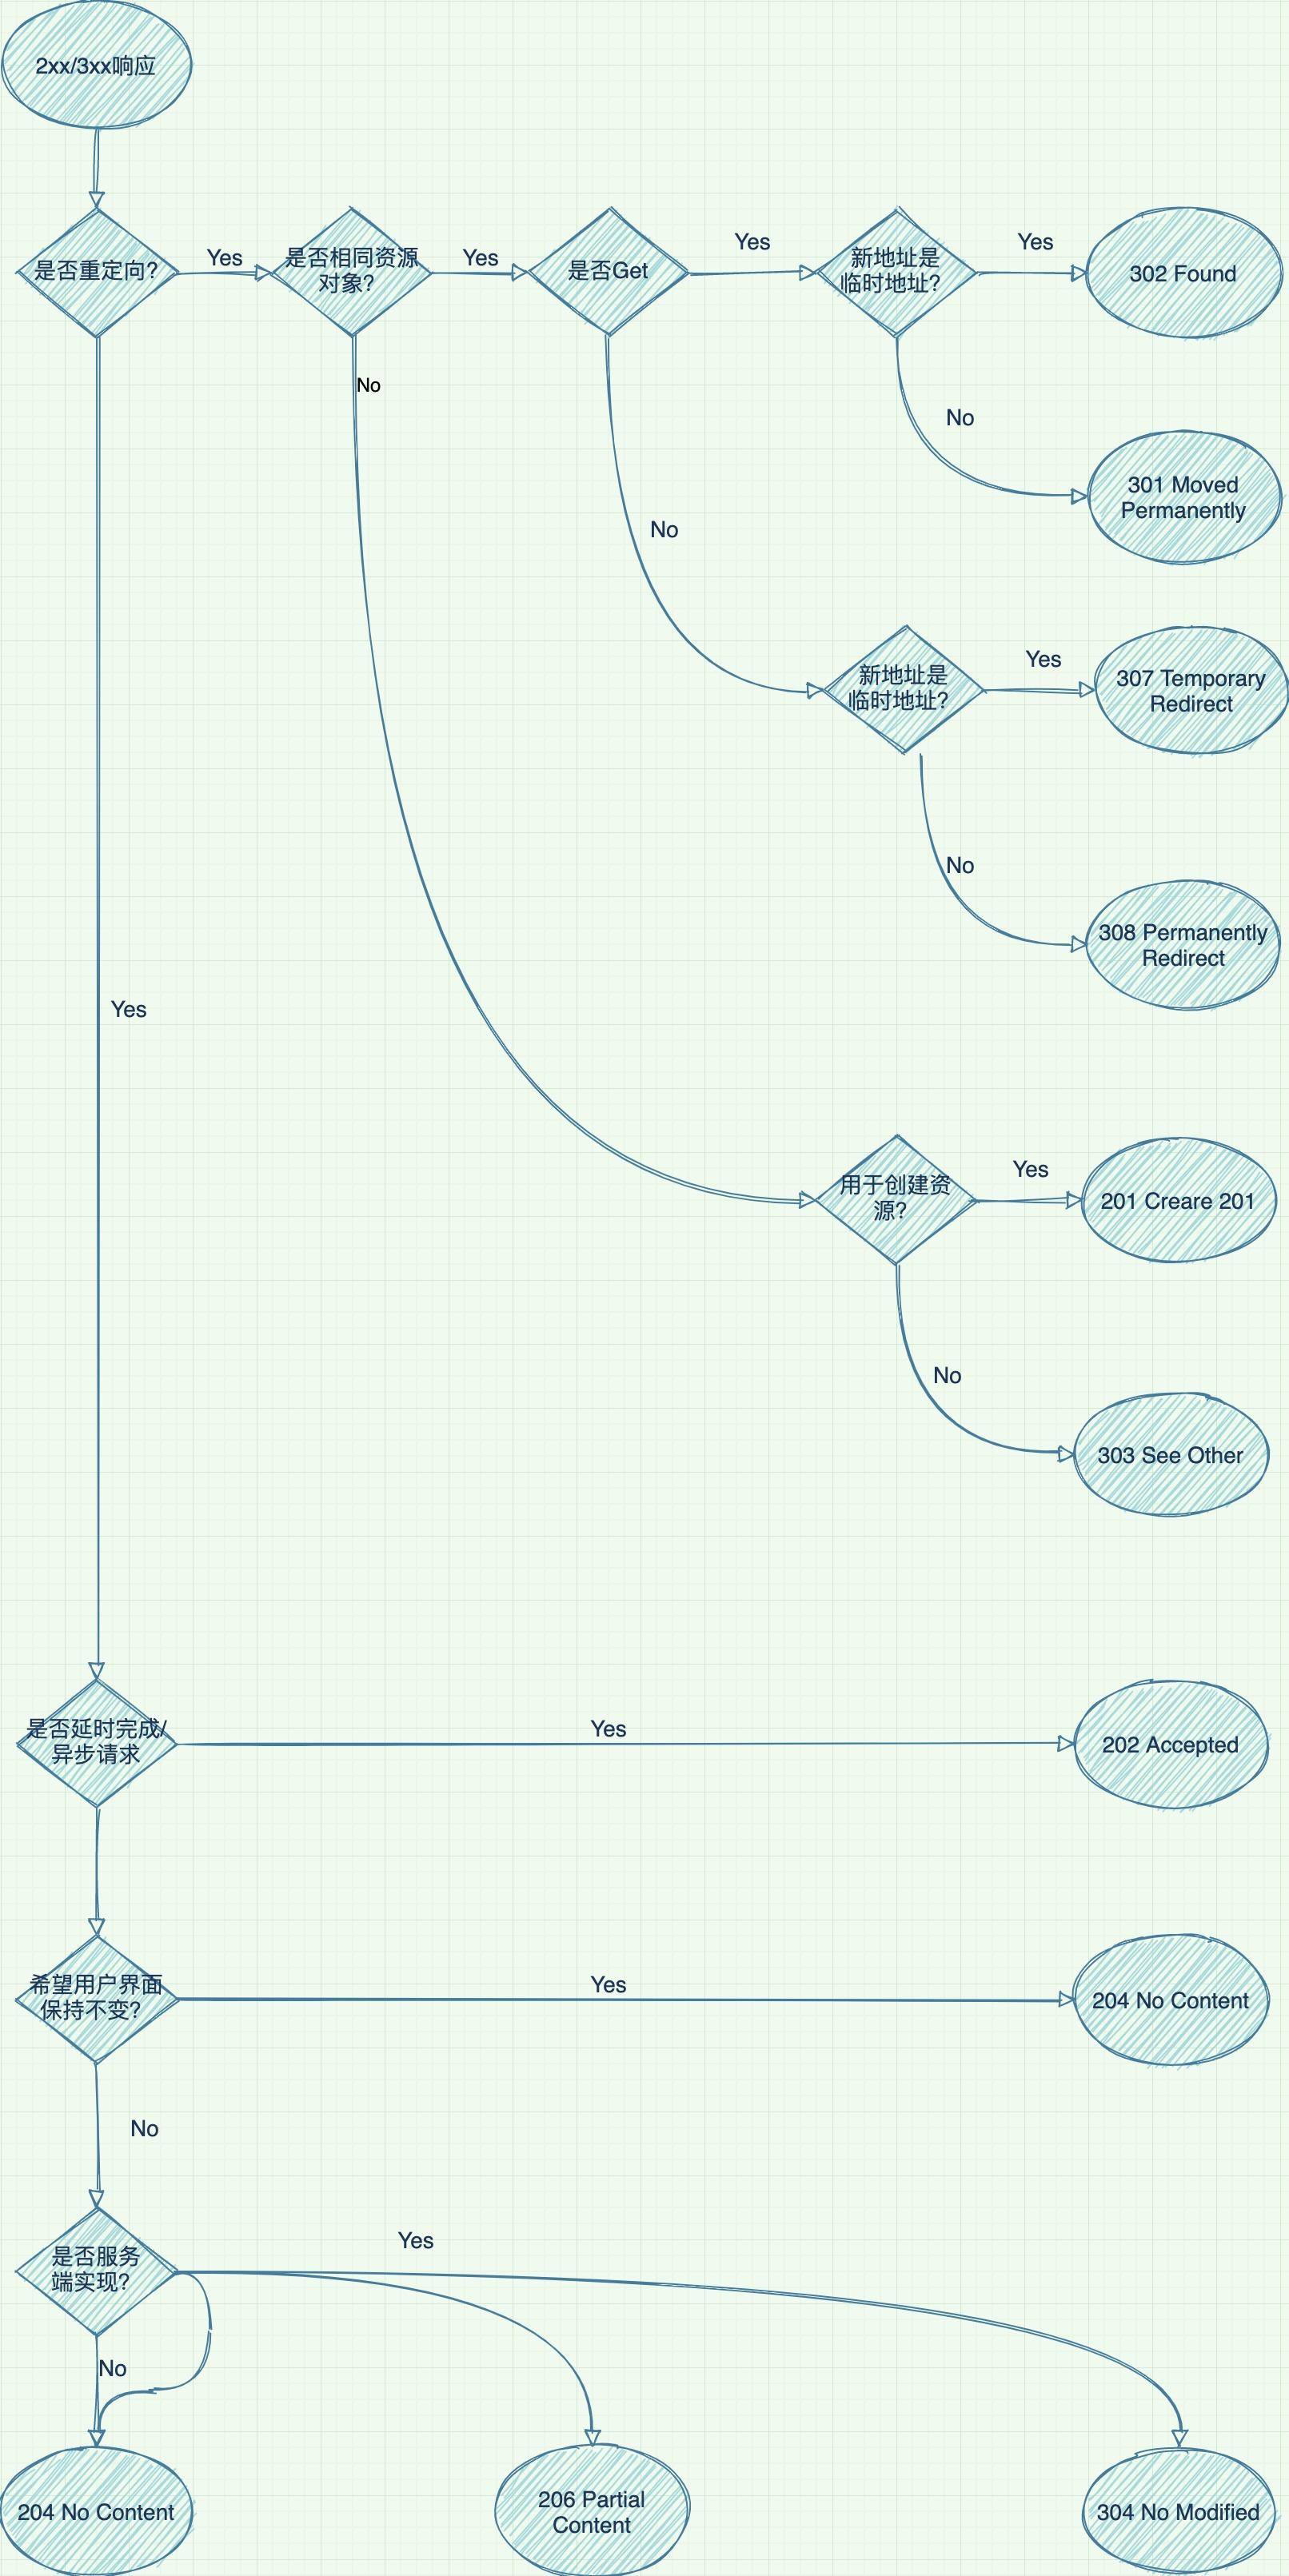 2xx/3xx响应
是否重定向?
Yes
是否相同资源
对象?
Yes
是否Get
Yes
新地址是
临时地址?
Yes
302 Found
No
No
301 Moved
Permanently
No
新地址是
临时地址?
Yes
307 Temporary
Redirect
No
308 Permanently
Redirect
Yes
用于创建资
源?
Yes
201 Creare 201
No
303 See Other
是否延时完成/
异步请求
Yes
202 Accepted
希望用户界面
保持不变?
Yes
204 No Content
No
是否服务
端实现?
Yes
No
204 No Content
206 Partial
Content
304 No Modified